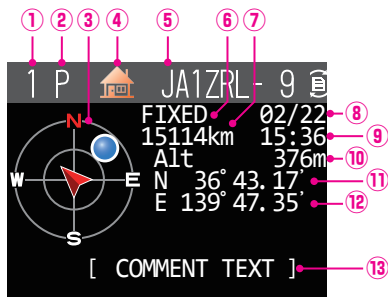 ① ② ③ ④ ⑤ ⑥ ⑦
1 P JA1ZRL- 9
N FIXED 02/22 ⑧
15114km 15:36 ⑨
Alt 376m ⑩
W E N 36°43.17' ⑪
E 139°47.35' ⑫
S
[ COMMENT TEXT ] ⑬